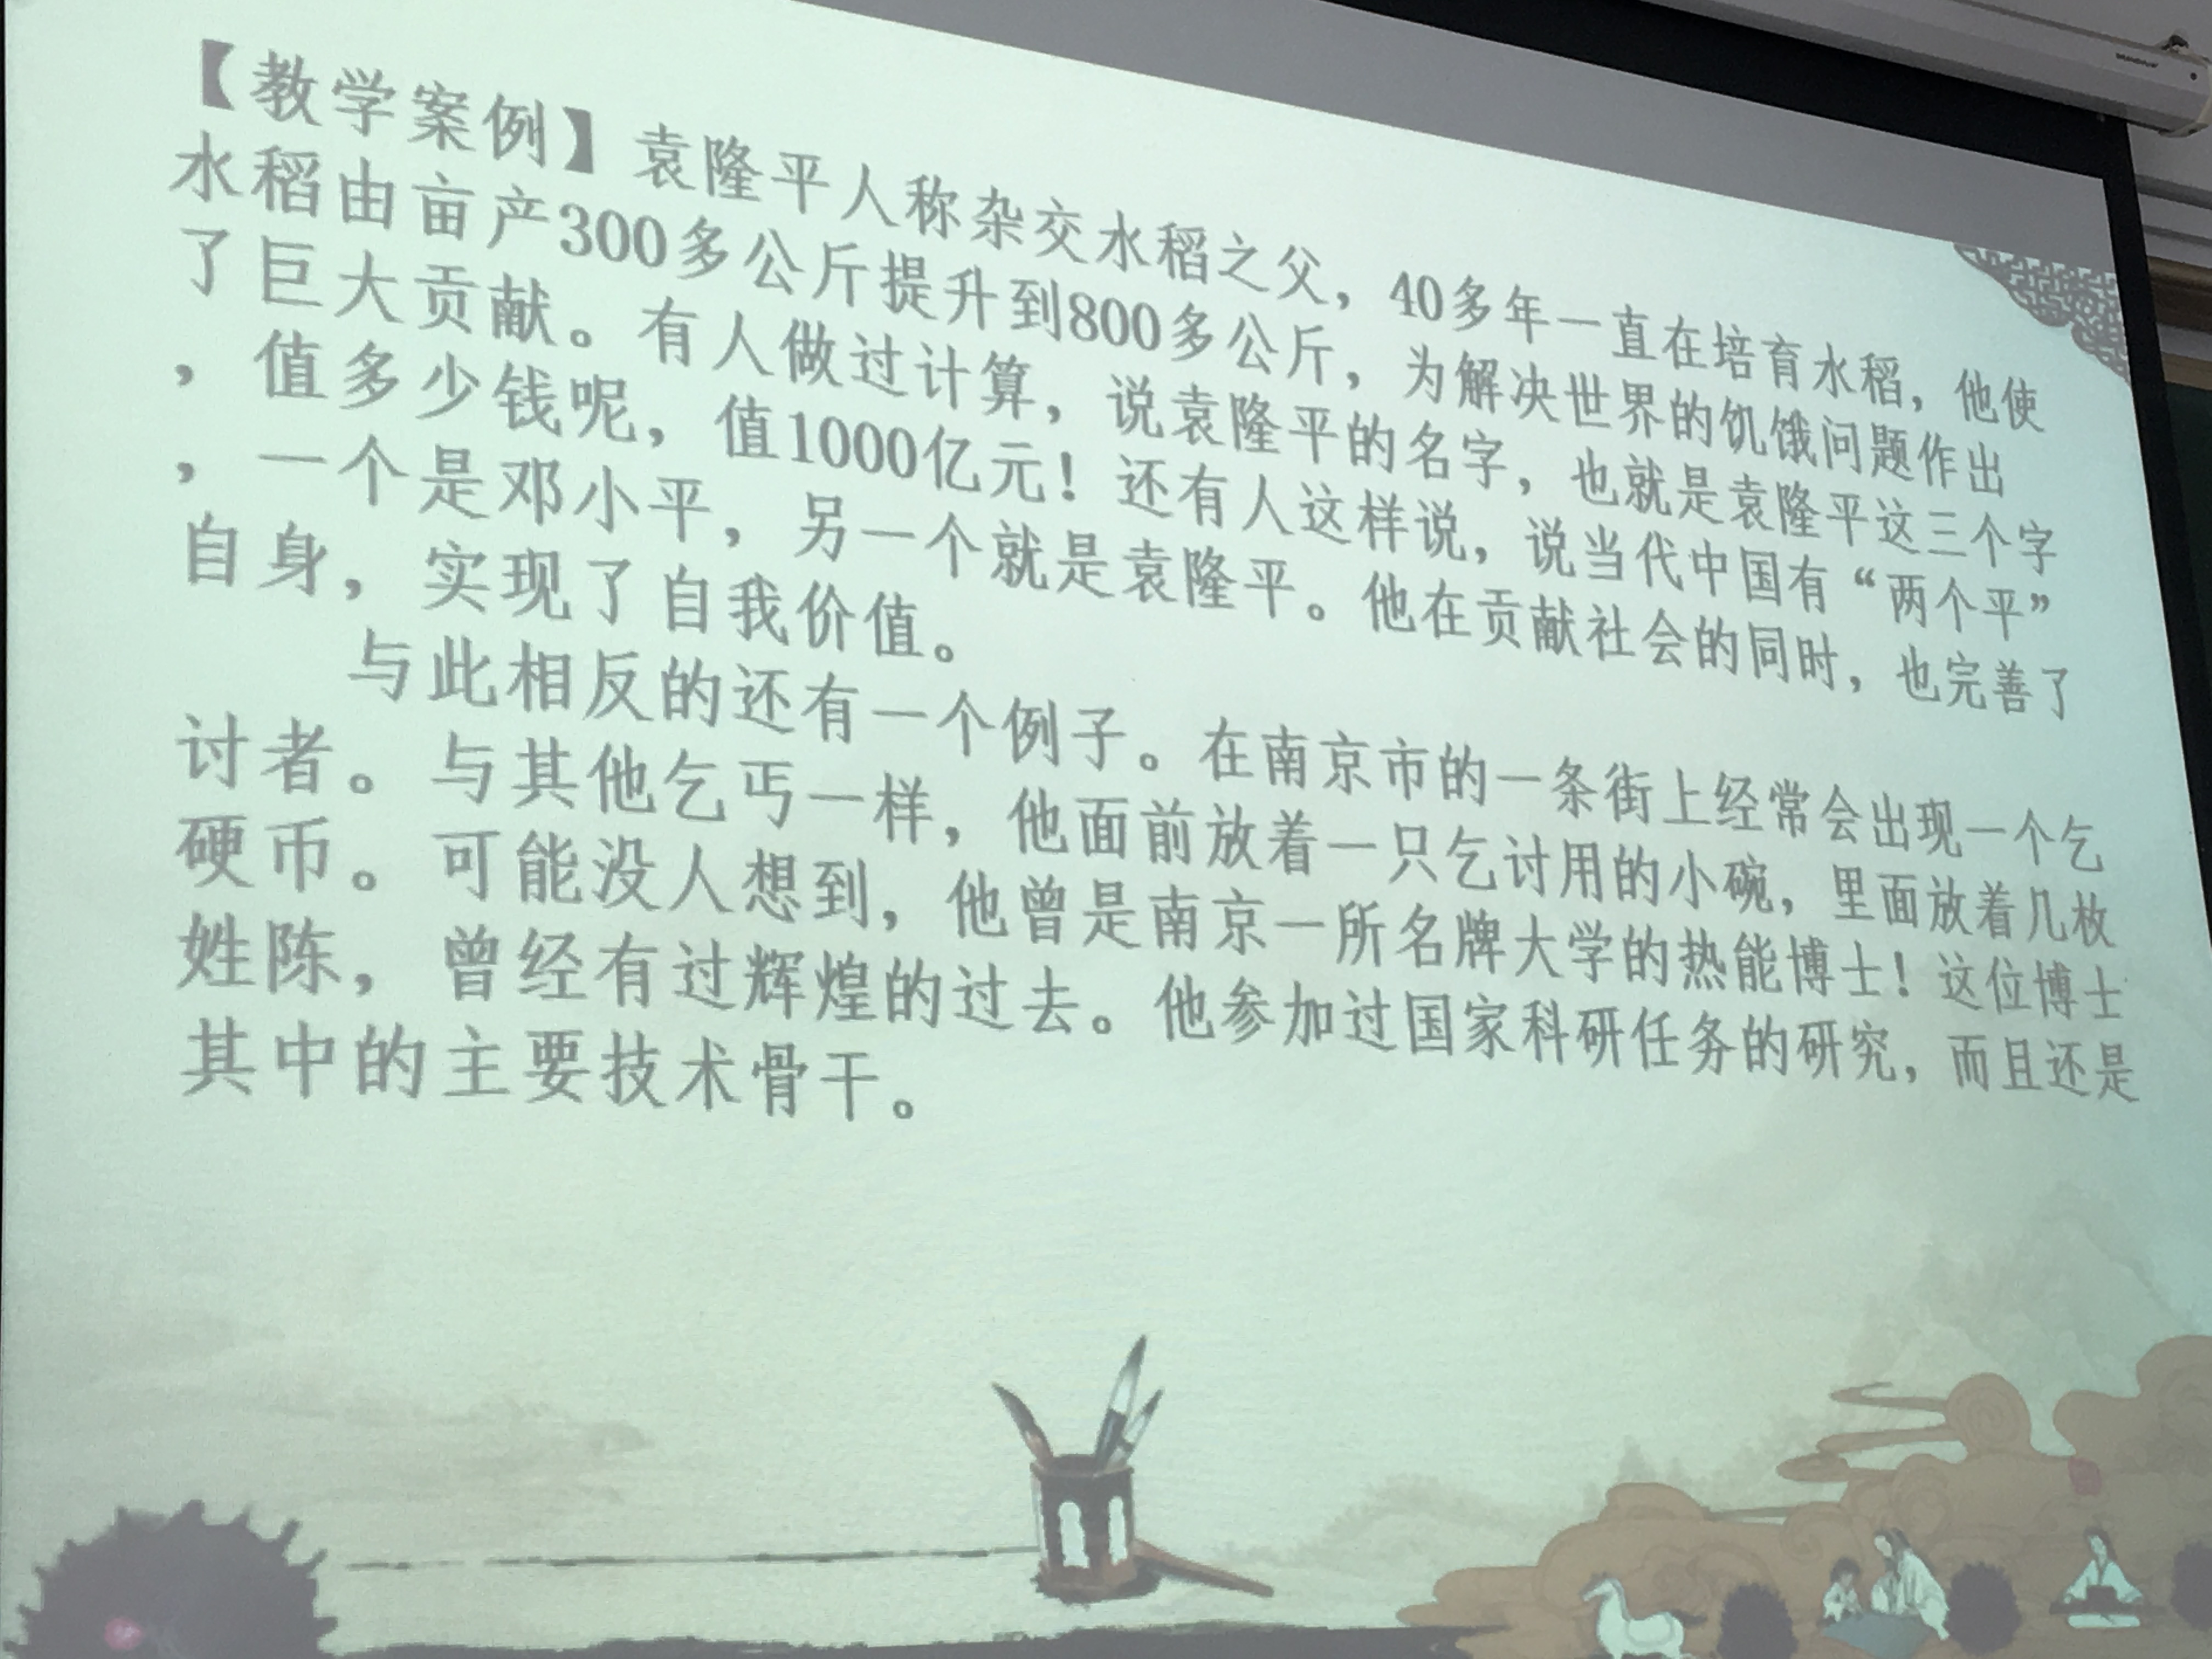 【教学案例】袁隆平人称杂交水稻之父，40多年一直在培育水稻，他使
水稻由亩产300多公斤提升到800多公斤，为解决世界的饥饿问题作出
了巨大贡献。有人做过计算，说袁隆平的名字，也就是袁隆平这三个字
，值多少钱呢，值1000亿元！还有人这样说，说当代中国有“两个平”
，一个是邓小平，另一个就是袁隆平。他在贡献社会的同时，也完善了
自身，实现了自我价值。
与此相反的还有一个例子。在南京市的一条街上经常会出现一个乞
讨者。与其他乞丐一样，他面前放着一只乞讨用的小碗，里面放着几枚
硬币。可能没人想到，他曾是南京一所名牌大学的热能博士！这位博士
姓陈，曾经有过辉煌的过去。他参加过国家科研任务的研究，而且还是
其中的主要技术骨干。